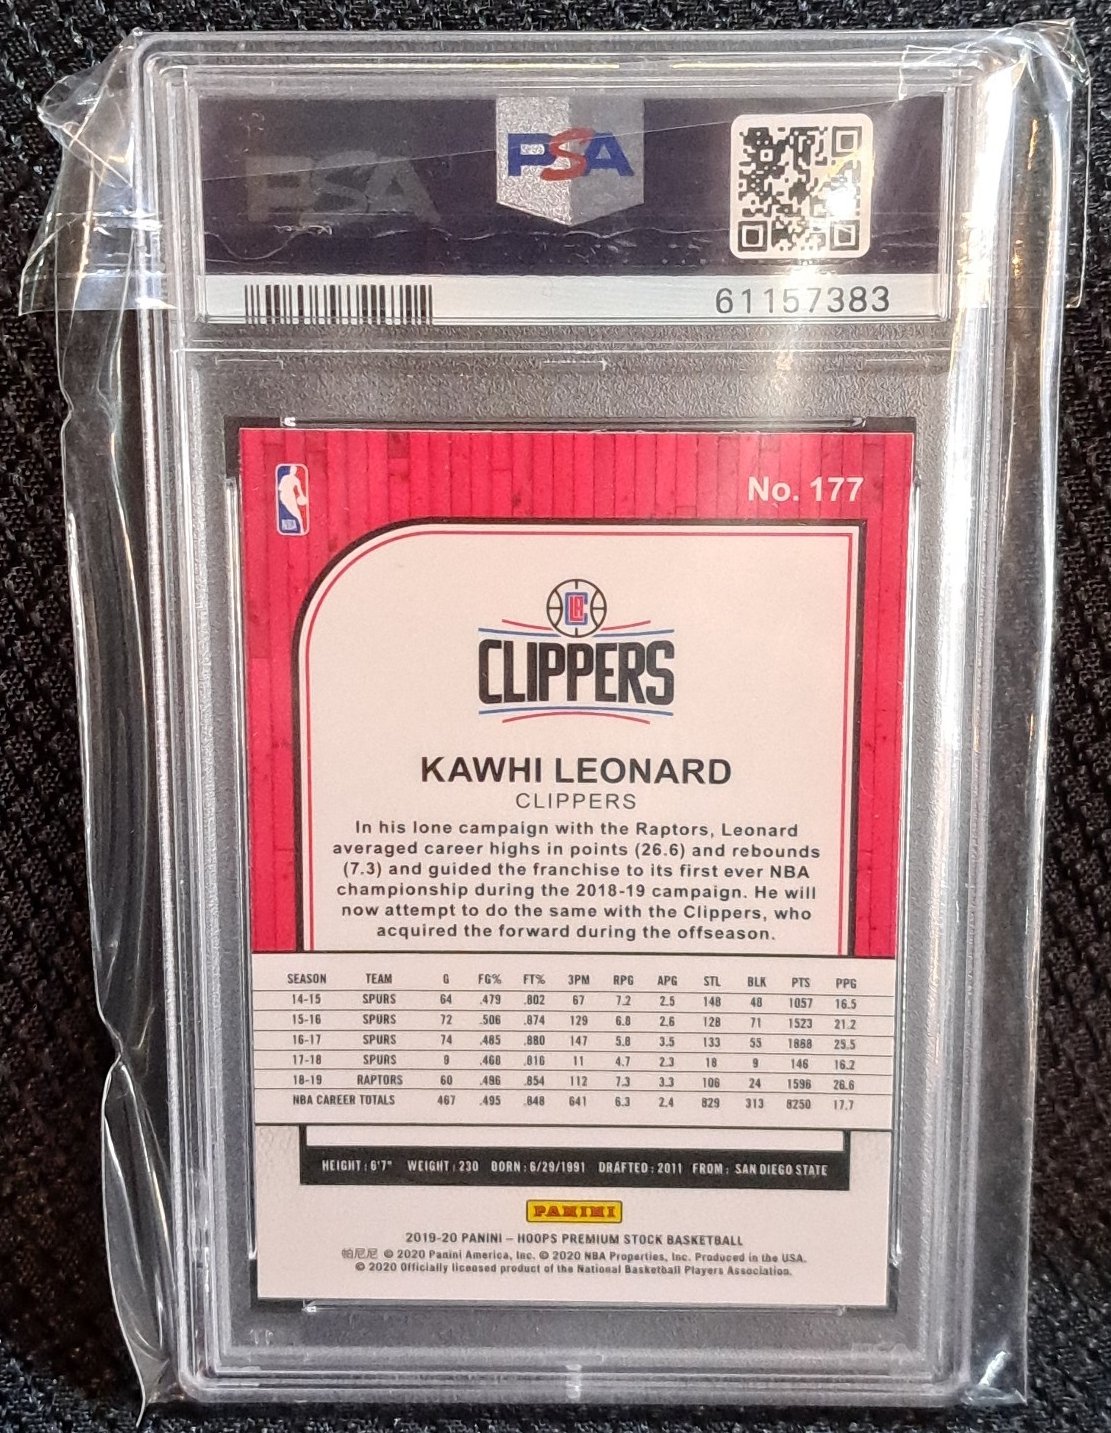 PSA
PSA
61157383
NBA
No. 177
LA
CLIPPERS
KAWHI LEONARD
CLIPPERS
In his lone campaign with the Raptors, Leonard
averaged career highs in points (26.6) and rebounds
(7.3) and guided the franchise to its first ever NBA
championship during the 2018-19 campaign. He will
now attempt to do the same with the Clippers, who
acquired the forward during the offseason.
SEASON TEAM G FG% FT% 3PM RPG APG STL BLK PTS PPG
14-15 SPURS 64 .479 .802 67 7.2 2.5 148 48 1057 16.5
15-16 SPURS 72 .506 .874 129 6.8 2.6 128 71 1523 21.2
16-17 SPURS 74 .485 .880 147 5.8 3.5 133 55 1888 25.5
17-18 SPURS 9 .468 .816 11 4.7 2.3 18 9 146 16.2
18-19 RAPTORS 60 .496 .854 112 7.3 3.3 106 24 1596 26.6
NBA CAREER TOTALS 467 .495 .848 641 6.3 2.4 829 313 8250 17.7
HEIGHT: 6'7" WEIGHT: 230 BORN: 6/29/1991 DRAFTED: 2011 FROM: SAN DIEGO STATE
PANINI
2019-20 PANINI – HOOPS PREMIUM STOCK BASKETBALL
帕尼尼 © 2020 Panini America, Inc. © 2020 NBA Properties, Inc. Produced in the USA.
© 2020 Officially licensed product of the National Basketball Players Association.